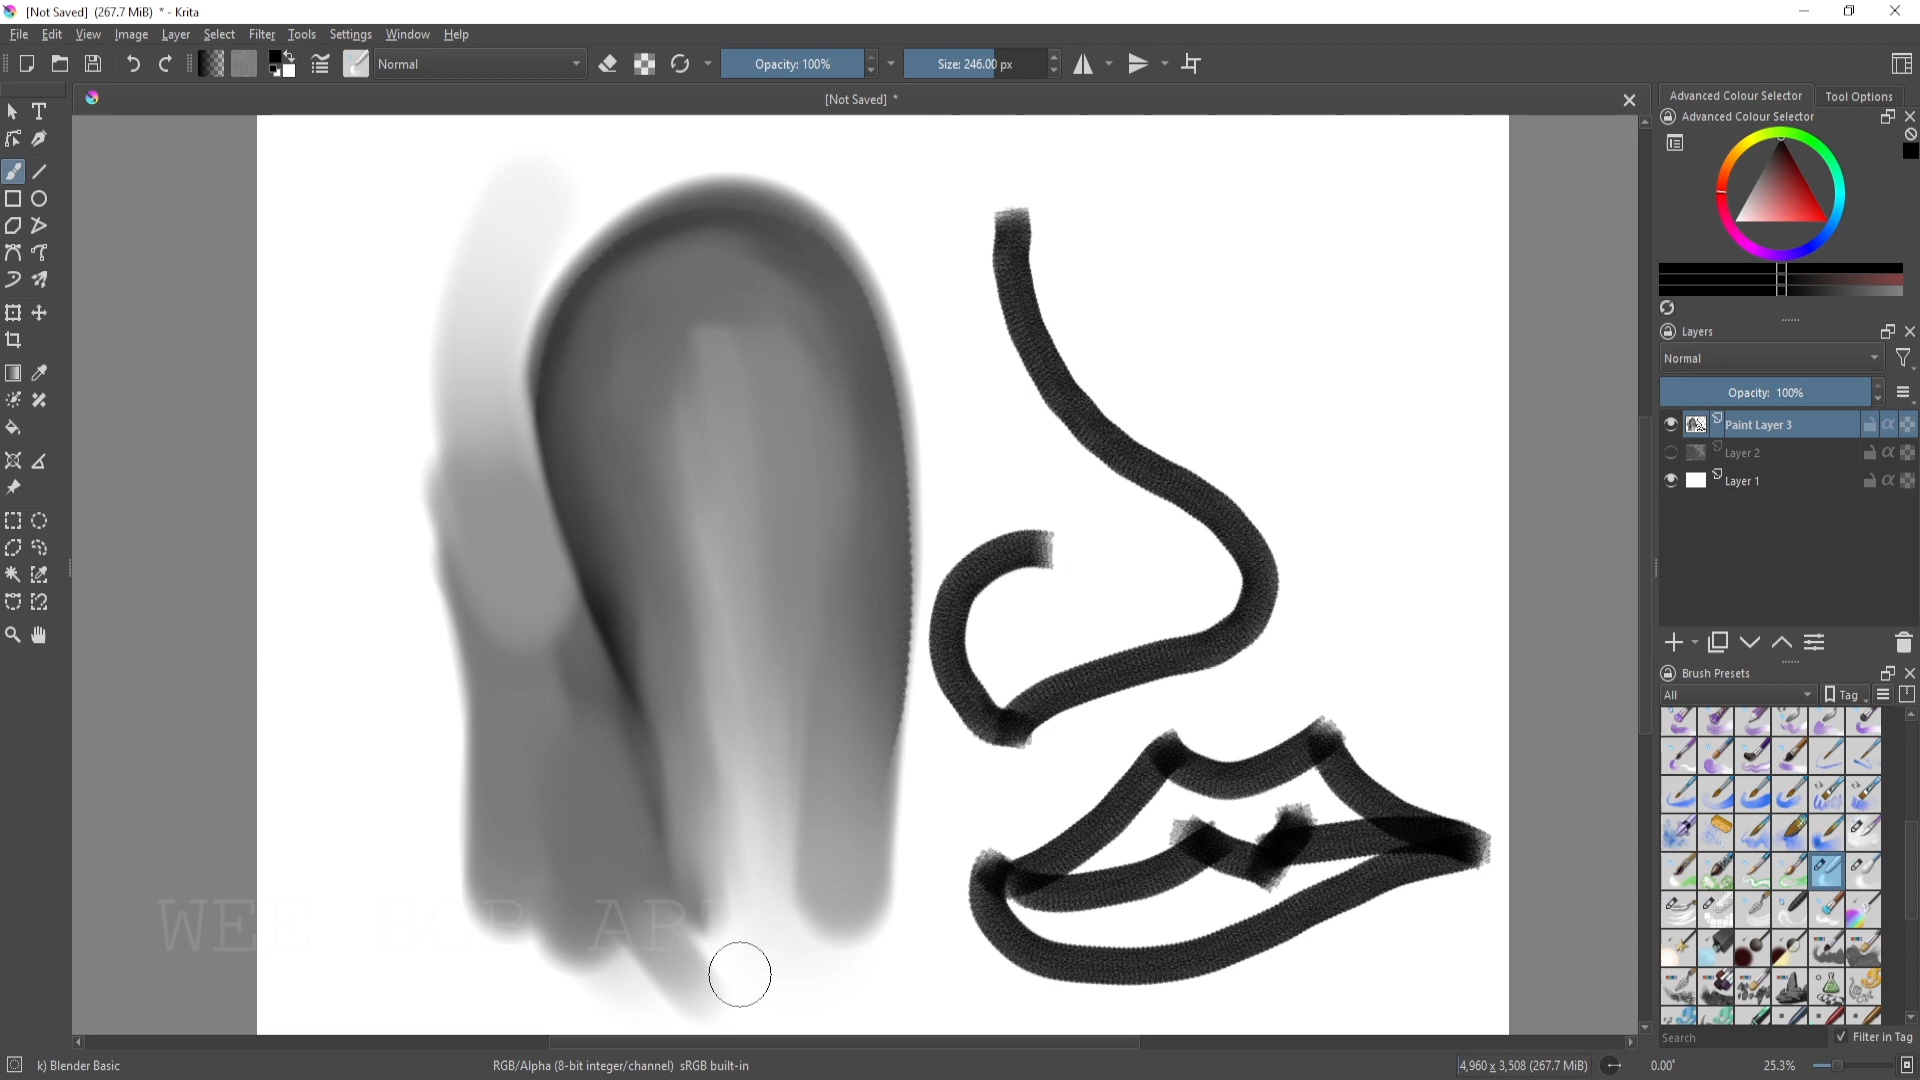 [Not Saved]  (267.7 MiB)  * - Krita
File Edit View Image Layer Select Filter Tools Settings Window Help
Normal
Opacity: 100%
Size: 246.00 px
[Not Saved]  *
Advanced Colour Selector
Tool Options
Advanced Colour Selector
Layers
Normal
Opacity:  100%
Paint Layer 3
Layer 2
Layer 1
Brush Presets
All
Tag
WEE BOB ART
Search
Filter in Tag
k) Blender Basic
RGB/Alpha (8-bit integer/channel)  sRGB built-in
4,960 x 3,508 (267.7 MiB)
0.00°
25.3%